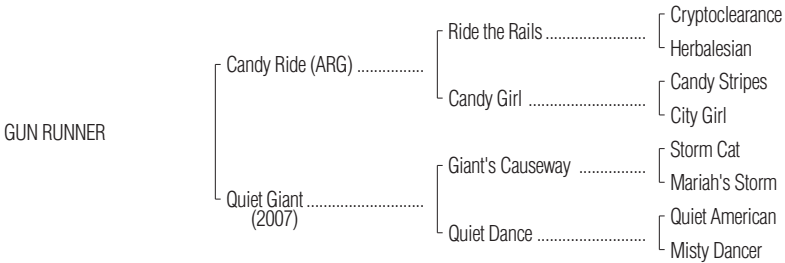 Cryptoclearance
Ride the Rails ..........................
Herbalesian
Candy Ride (ARG) ................
Candy Stripes
Candy Girl ..............................
City Girl
GUN RUNNER
Storm Cat
Giant's Causeway .................
Mariah's Storm
Quiet Giant ............................
(2007)
Quiet American
Quiet Dance ...........................
Misty Dancer